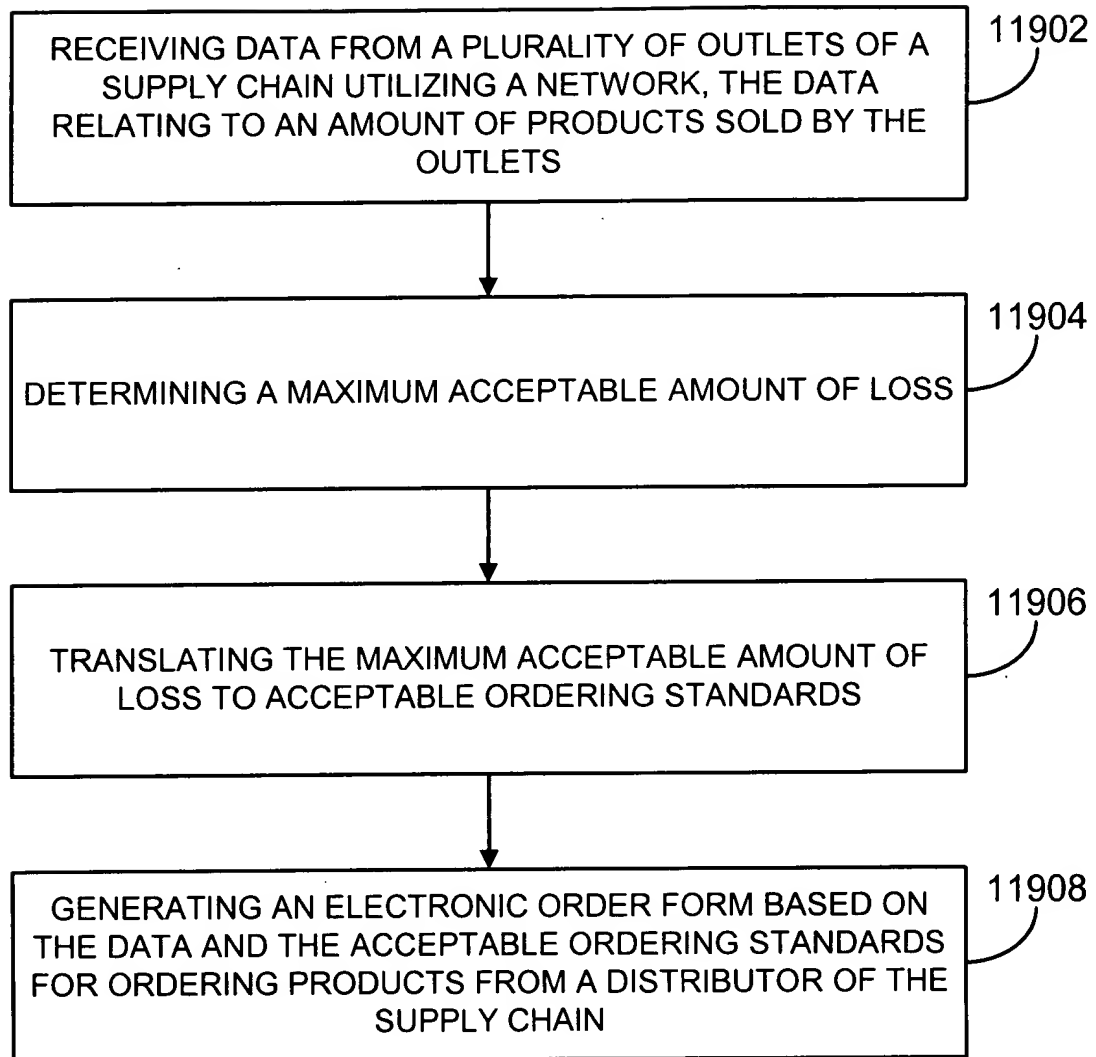 RECEIVING DATA FROM A PLURALITY OF OUTLETS OF A
SUPPLY CHAIN UTILIZING A NETWORK, THE DATA
RELATING TO AN AMOUNT OF PRODUCTS SOLD BY THE
OUTLETS
11902
DETERMINING A MAXIMUM ACCEPTABLE AMOUNT OF LOSS
11904
TRANSLATING THE MAXIMUM ACCEPTABLE AMOUNT OF
LOSS TO ACCEPTABLE ORDERING STANDARDS
11906
GENERATING AN ELECTRONIC ORDER FORM BASED ON
THE DATA AND THE ACCEPTABLE ORDERING STANDARDS
FOR ORDERING PRODUCTS FROM A DISTRIBUTOR OF THE
SUPPLY CHAIN
11908